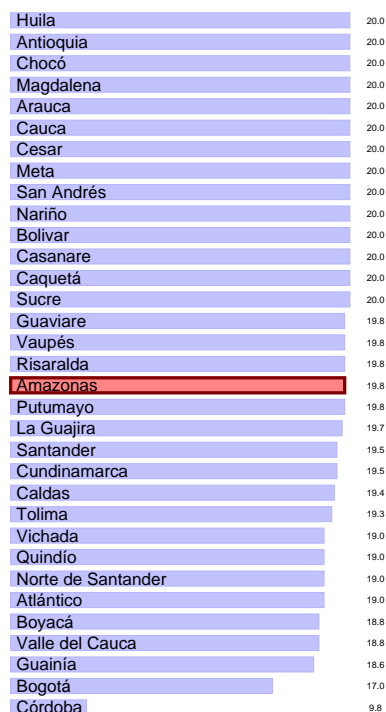 Huila 20.0
Antioquia 20.0
Chocó 20.0
Magdalena 20.0
Arauca 20.0
Cauca 20.0
Cesar 20.0
Meta 20.0
San Andrés 20.0
Nariño 20.0
Bolivar 20.0
Casanare 20.0
Caquetá 20.0
Sucre 20.0
Guaviare 19.8
Vaupés 19.8
Risaralda 19.8
Amazonas 19.8
Putumayo 19.8
La Guajira 19.7
Santander 19.5
Cundinamarca 19.5
Caldas 19.4
Tolima 19.3
Vichada 19.0
Quindío 19.0
Norte de Santander 19.0
Atlántico 19.0
Boyacá 18.8
Valle del Cauca 18.8
Guainía 18.6
Bogotá 17.0
Córdoba 9.8